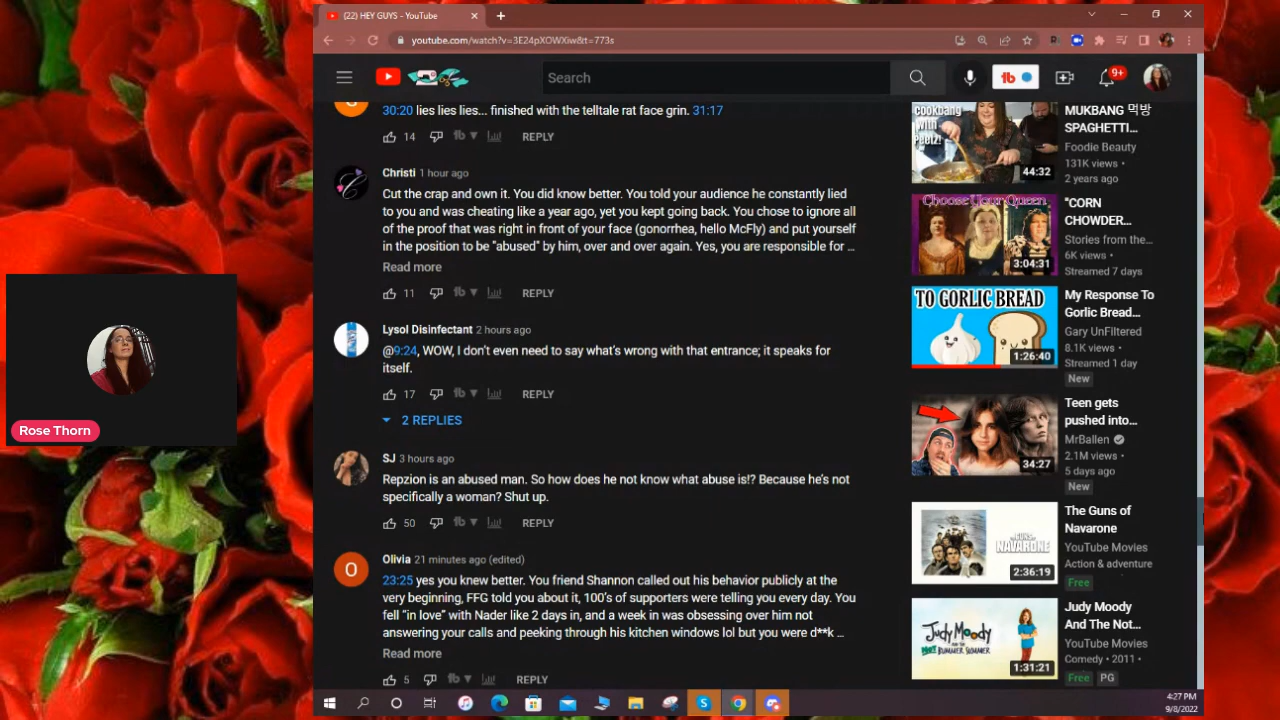 (22) HEY GUYS - YouTube
youtube.com/watch?v=3E24pXOWXiw&t=773s
Search
9+
30:20 lies lies lies... finished with the telltale rat face grin. 31:17
14 REPLY
Christi 1 hour ago
Cut the crap and own it. You did know better. You told your audience he constantly lied
to you and was cheating like a year ago, yet you kept going back. You chose to ignore all
of the proof that was right in front of your face (gonorrhea, hello McFly) and put yourself
in the position to be "abused" by him, over and over again. Yes, you are responsible for ...
Read more
11 REPLY
Lysol Disinfectant 2 hours ago
@9:24, WOW, I don't even need to say what's wrong with that entrance; it speaks for
itself.
17 REPLY
2 REPLIES
SJ 3 hours ago
Repzion is an abused man. So how does he not know what abuse is!? Because he's not
specifically a woman? Shut up.
50 REPLY
O
Olivia 21 minutes ago (edited)
23:25 yes you knew better. You friend Shannon called out his behavior publicly at the
very beginning, FFG told you about it, 100's of supporters were telling you every day. You
fell "in love" with Nader like 2 days in, and a week in was obsessing over him not
answering your calls and peeking through his kitchen windows lol but you were d**k ...
Read more
5 REPLY
cookbang
with
Peetz!
44:32
MUKBANG 먹방
SPAGHETTI...
Foodie Beauty
131K views •
2 years ago
Choose Your Queen
3:04:31
"CORN
CHOWDER...
Stories from the...
6K views •
Streamed 7 days
TO GORLIC BREAD
1:26:40
My Response To
Gorlic Bread...
Gary UnFiltered
8.1K views •
Streamed 1 day
New
34:27
Teen gets
pushed into...
MrBallen
2.1M views •
5 days ago
New
GUNS
NAVARONE
2:36:19
The Guns of
Navarone
YouTube Movies
Action & adventure
Free
Judy Moody
AND THE NOT BUMMER SUMMER
1:31:21
Judy Moody
And The Not...
YouTube Movies
Comedy • 2011 •
Free PG
Rose Thorn
4:27 PM
9/8/2022